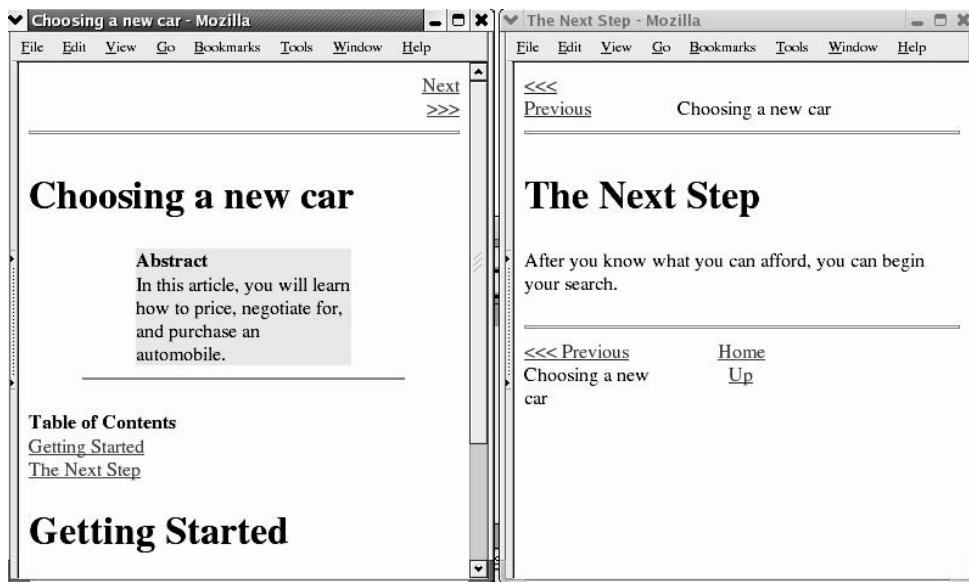 Choosing a new car - Mozilla
File Edit View Go Bookmarks Tools Window Help
Next
>>>
Choosing a new car
Abstract
In this article, you will learn
how to price, negotiate for,
and purchase an
automobile.
Table of Contents
Getting Started
The Next Step
Getting Started
The Next Step - Mozilla
File Edit View Go Bookmarks Tools Window Help
<<<
Previous Choosing a new car
The Next Step
After you know what you can afford, you can begin
your search.
<<< Previous Home
Choosing a new Up
car